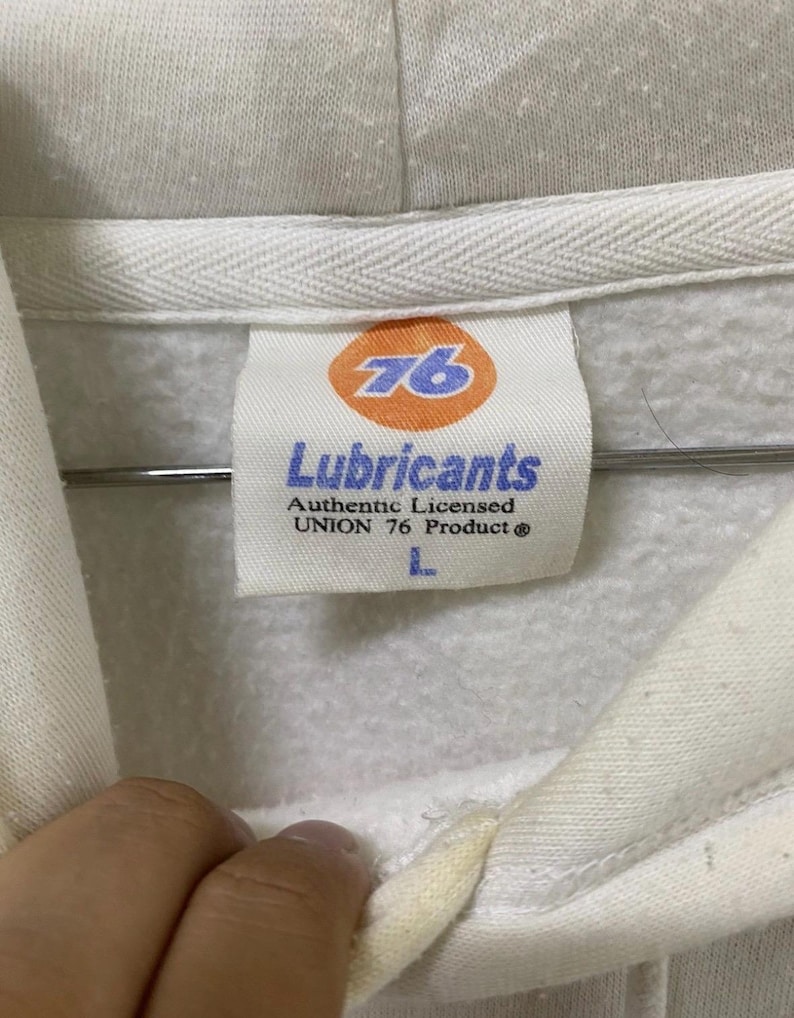 76
Lubricants
Authentic Licensed
UNION 76 Product ®
L